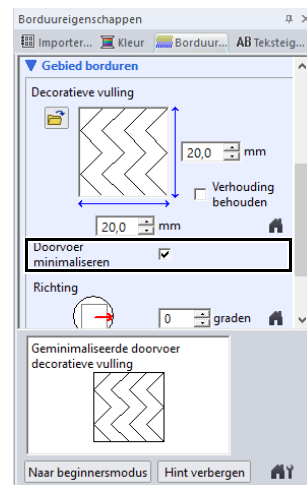 Borduureigenschappen
Importer... Kleur Borduur... AB Teksteig...
Gebied borduren
Decoratieve vulling
20,0 mm
Verhouding
behouden
20,0 mm
Doorvoer
minimaliseren
Richting
0 graden
Geminimaliseerde doorvoer
decoratieve vulling
Naar beginnersmodus Hint verbergen